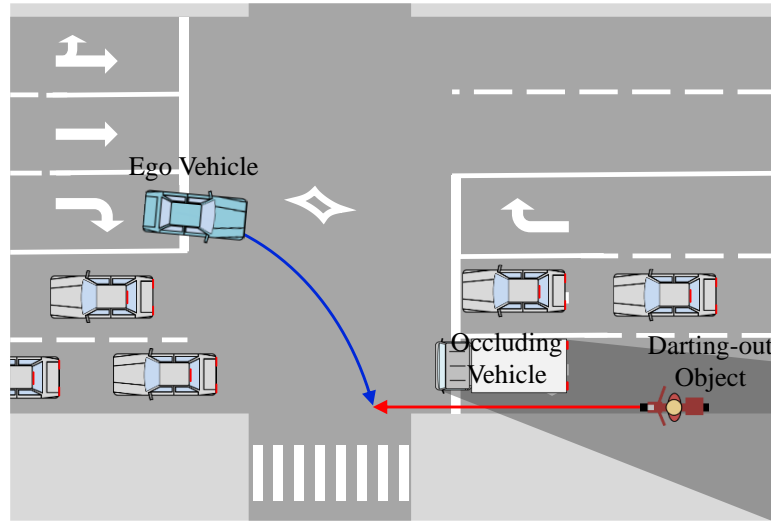 Ego Vehicle
Occluding
Vehicle
Darting-out
Object